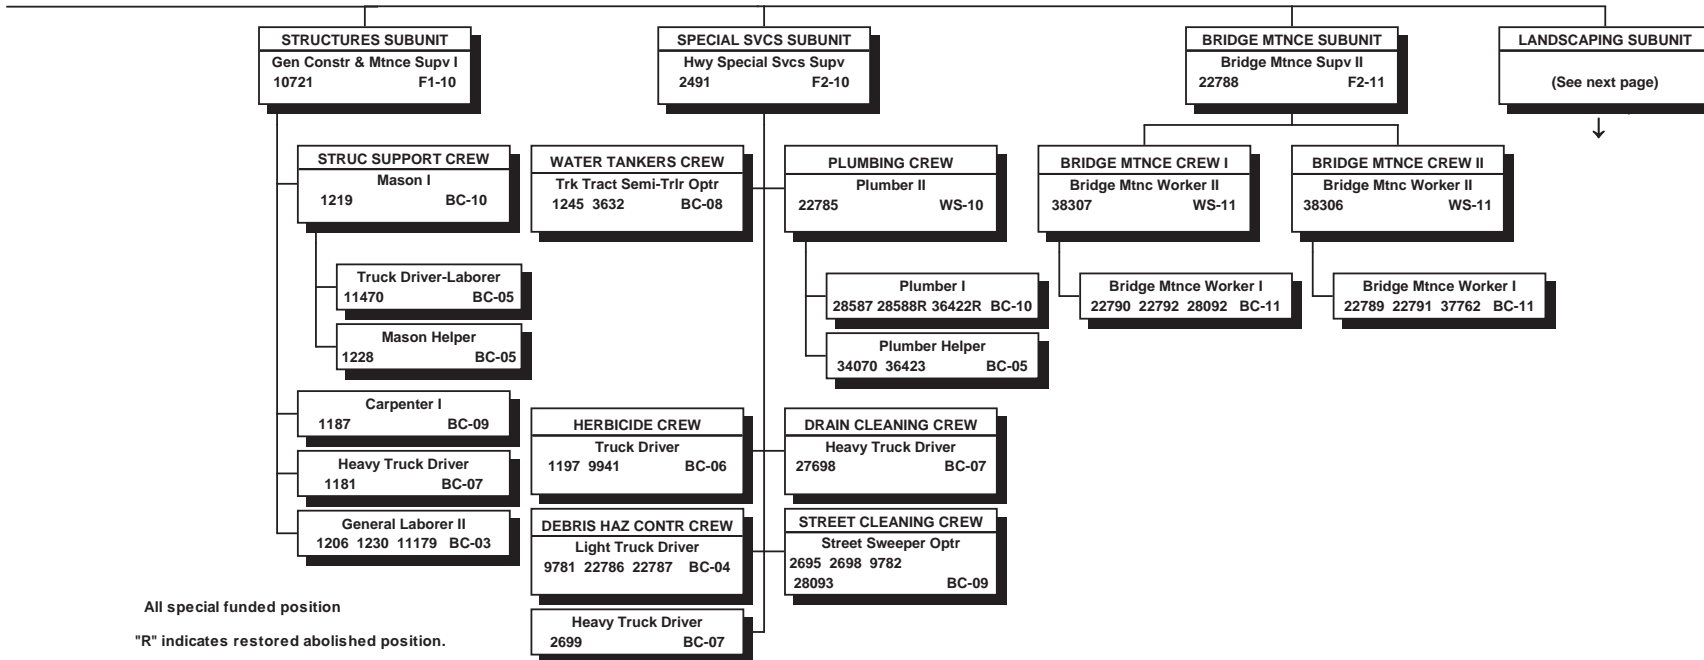 STRUCTURES SUBUNIT
Gen Constr & Mtnce Supv I
10721 F1-10
STRUC SUPPORT CREW
Mason I
1219 BC-10
Truck Driver-Laborer
11470 BC-05
Mason Helper
1228 BC-05
Carpenter I
1187 BC-09
Heavy Truck Driver
1181 BC-07
General Laborer II
1206 1230 11179 BC-03
SPECIAL SVCS SUBUNIT
Hwy Special Svcs Supv
2491 F2-10
WATER TANKERS CREW
Trk Tract Semi-Trlr Optr
1245 3632 BC-08
PLUMBING CREW
Plumber II
22785 WS-10
Plumber I
28587 28588R 36422R BC-10
Plumber Helper
34070 36423 BC-05
HERBICIDE CREW
Truck Driver
1197 9941 BC-06
DRAIN CLEANING CREW
Heavy Truck Driver
27698 BC-07
DEBRIS HAZ CONTR CREW
Light Truck Driver
9781 22786 22787 BC-04
STREET CLEANING CREW
Street Sweeper Optr
2695 2698 9782
28093 BC-09
Heavy Truck Driver
2699 BC-07
BRIDGE MTNCE SUBUNIT
Bridge Mtnce Supv II
22788 F2-11
BRIDGE MTNCE CREW I
Bridge Mtnc Worker II
38307 WS-11
Bridge Mtnce Worker I
22790 22792 28092 BC-11
BRIDGE MTNCE CREW II
Bridge Mtnc Worker II
38306 WS-11
Bridge Mtnce Worker I
22789 22791 37762 BC-11
LANDSCAPING SUBUNIT
(See next page)
All special funded position
"R" indicates restored abolished position.